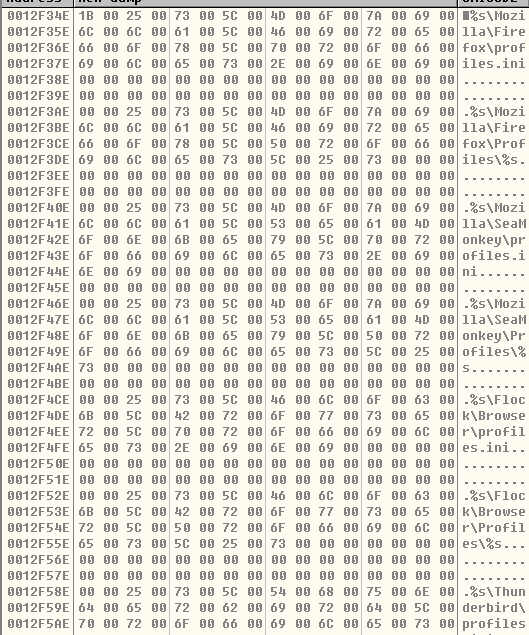 0012F34E 1B 00 25 00 73 00 5C 00 4D 00 6F 00 7A 00 69 00 %s\Mozi
0012F35E 6C 00 6C 00 61 00 5C 00 46 00 69 00 72 00 65 00 lla\Fire
0012F36E 66 00 6F 00 78 00 5C 00 70 00 72 00 6F 00 66 00 fox\prof
0012F37E 69 00 6C 00 65 00 73 00 2E 00 69 00 6E 00 69 00 iles.ini
0012F38E 00 00 00 00 00 00 00 00 00 00 00 00 00 00 00 00 ........
0012F39E 00 00 00 00 00 00 00 00 00 00 00 00 00 00 00 00 ........
0012F3AE 00 00 25 00 73 00 5C 00 4D 00 6F 00 7A 00 69 00 .%s\Mozi
0012F3BE 6C 00 6C 00 61 00 5C 00 46 00 69 00 72 00 65 00 lla\Fire
0012F3CE 66 00 6F 00 78 00 5C 00 50 00 72 00 6F 00 66 00 fox\Prof
0012F3DE 69 00 6C 00 65 00 73 00 5C 00 25 00 73 00 00 00 iles\%s.
0012F3EE 00 00 00 00 00 00 00 00 00 00 00 00 00 00 00 00 ........
0012F3FE 00 00 00 00 00 00 00 00 00 00 00 00 00 00 00 00 ........
0012F40E 00 00 25 00 73 00 5C 00 4D 00 6F 00 7A 00 69 00 .%s\Mozi
0012F41E 6C 00 6C 00 61 00 5C 00 53 00 65 00 61 00 4D 00 lla\SeaM
0012F42E 6F 00 6E 00 6B 00 65 00 79 00 5C 00 70 00 72 00 onkey\pr
0012F43E 6F 00 66 00 69 00 6C 00 65 00 73 00 2E 00 69 00 ofiles.i
0012F44E 6E 00 69 00 00 00 00 00 00 00 00 00 00 00 00 00 ni......
0012F45E 00 00 00 00 00 00 00 00 00 00 00 00 00 00 00 00 ........
0012F46E 00 00 25 00 73 00 5C 00 4D 00 6F 00 7A 00 69 00 .%s\Mozi
0012F47E 6C 00 6C 00 61 00 5C 00 53 00 65 00 61 00 4D 00 lla\SeaM
0012F48E 6F 00 6E 00 6B 00 65 00 79 00 5C 00 50 00 72 00 onkey\Pr
0012F49E 6F 00 66 00 69 00 6C 00 65 00 73 00 5C 00 25 00 ofiles\%
0012F4AE 73 00 00 00 00 00 00 00 00 00 00 00 00 00 00 00 s.......
0012F4BE 00 00 00 00 00 00 00 00 00 00 00 00 00 00 00 00 ........
0012F4CE 00 00 25 00 73 00 5C 00 46 00 6C 00 6F 00 63 00 .%s\Floc
0012F4DE 6B 00 5C 00 42 00 72 00 6F 00 77 00 73 00 65 00 k\Browse
0012F4EE 72 00 5C 00 70 00 72 00 6F 00 66 00 69 00 6C 00 r\profil
0012F4FE 65 00 73 00 2E 00 69 00 6E 00 69 00 00 00 00 00 es.ini..
0012F50E 00 00 00 00 00 00 00 00 00 00 00 00 00 00 00 00 ........
0012F51E 00 00 00 00 00 00 00 00 00 00 00 00 00 00 00 00 ........
0012F52E 00 00 25 00 73 00 5C 00 46 00 6C 00 6F 00 63 00 .%s\Floc
0012F53E 6B 00 5C 00 42 00 72 00 6F 00 77 00 73 00 65 00 k\Browse
0012F54E 72 00 5C 00 50 00 72 00 6F 00 66 00 69 00 6C 00 r\Profil
0012F55E 65 00 73 00 5C 00 25 00 73 00 00 00 00 00 00 00 es\%s...
0012F56E 00 00 00 00 00 00 00 00 00 00 00 00 00 00 00 00 ........
0012F57E 00 00 00 00 00 00 00 00 00 00 00 00 00 00 00 00 ........
0012F58E 00 00 25 00 73 00 5C 00 54 00 68 00 75 00 6E 00 .%s\Thun
0012F59E 64 00 65 00 72 00 62 00 69 00 72 00 64 00 5C 00 derbird\
0012F5AE 70 00 72 00 6F 00 66 00 69 00 6C 00 65 00 73 00 profiles